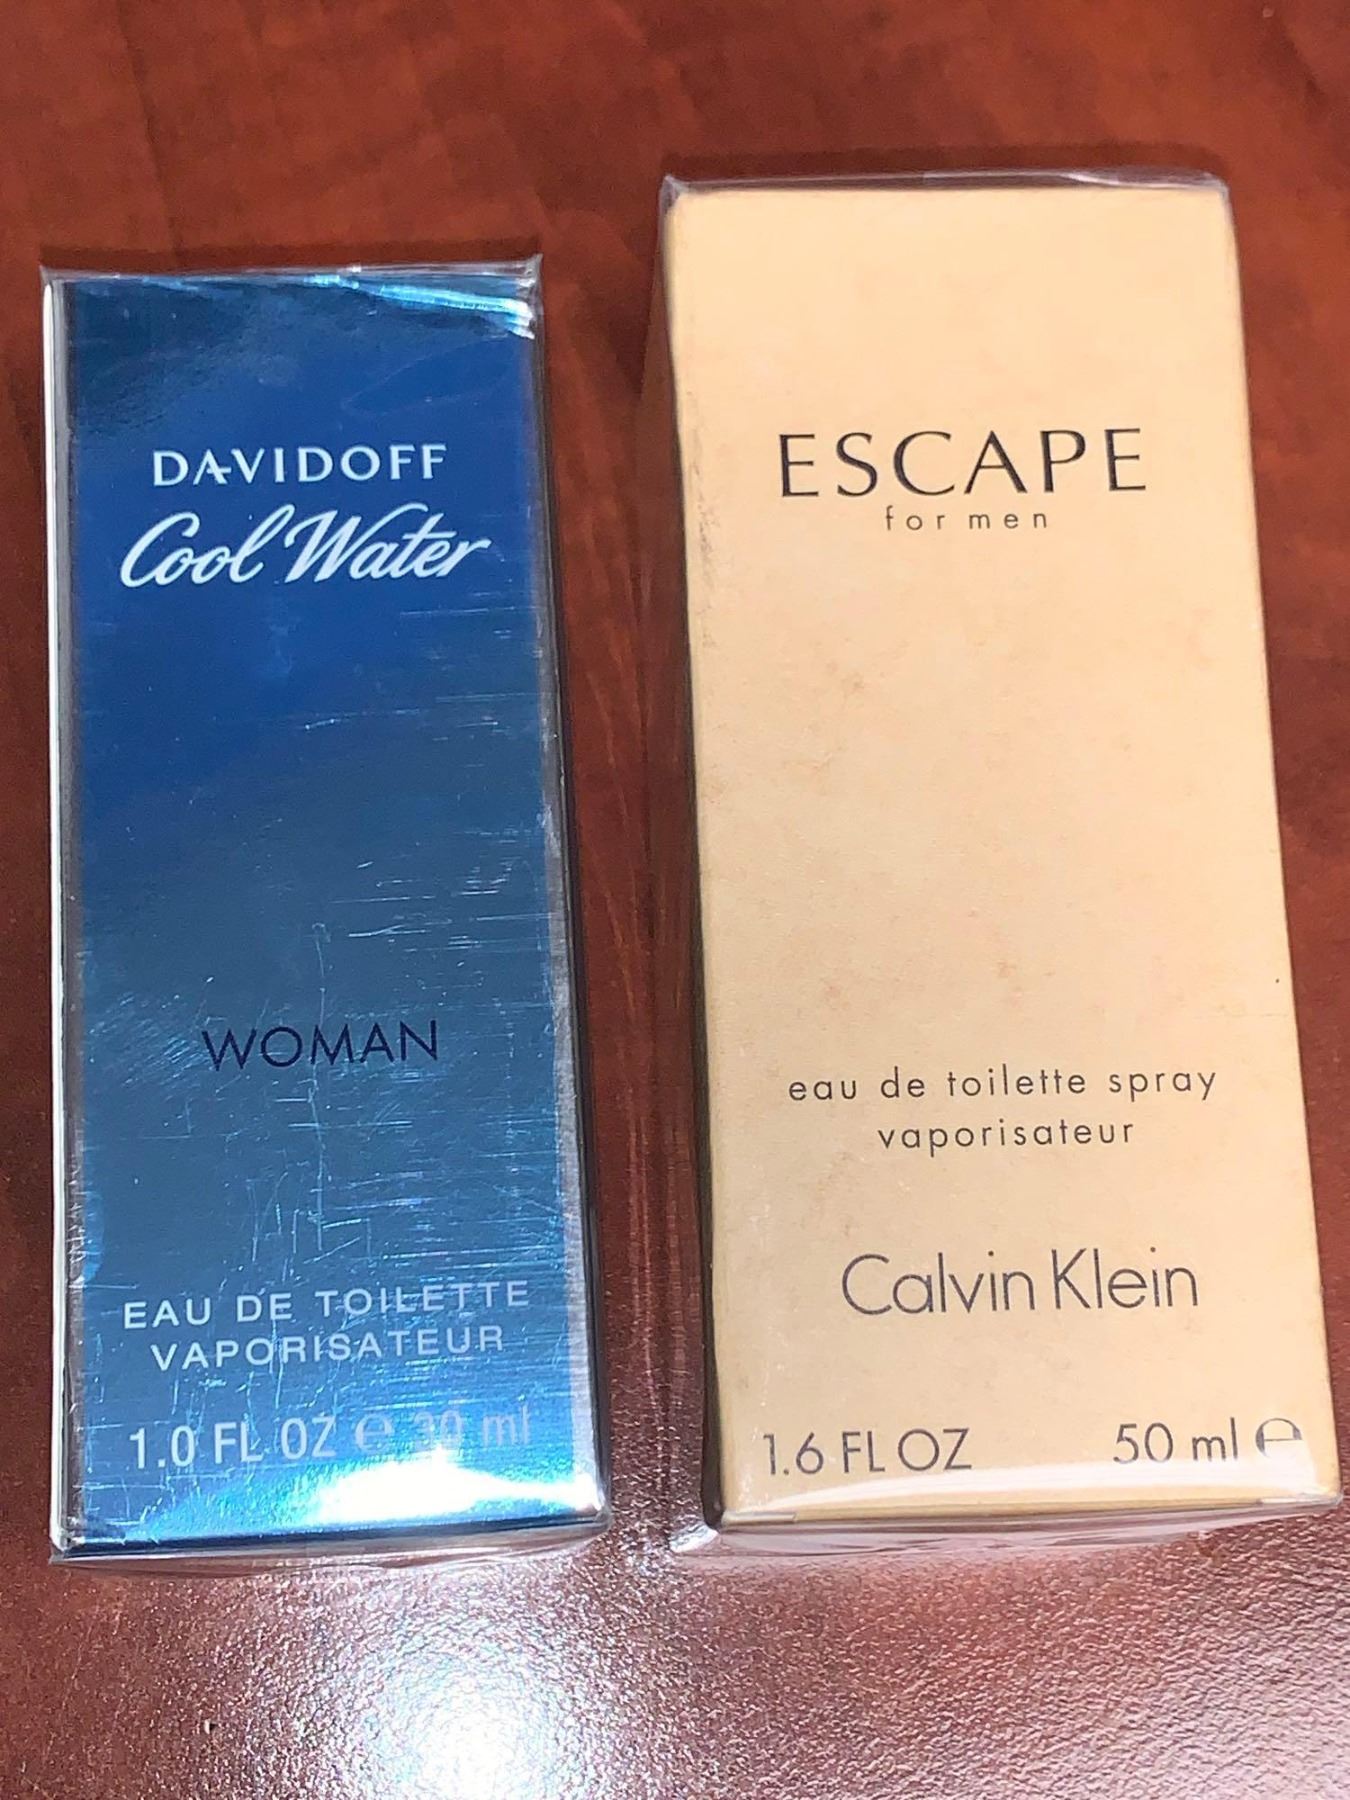 DAVIDOFF
Cool Water
WOMAN
EAU DE TOILETTE
VAPORISATEUR
1.0 FL OZ ℮ 30 ml
ESCAPE
for men
eau de toilette spray
vaporisateur
Calvin Klein
1.6 FL OZ 50 ml ℮